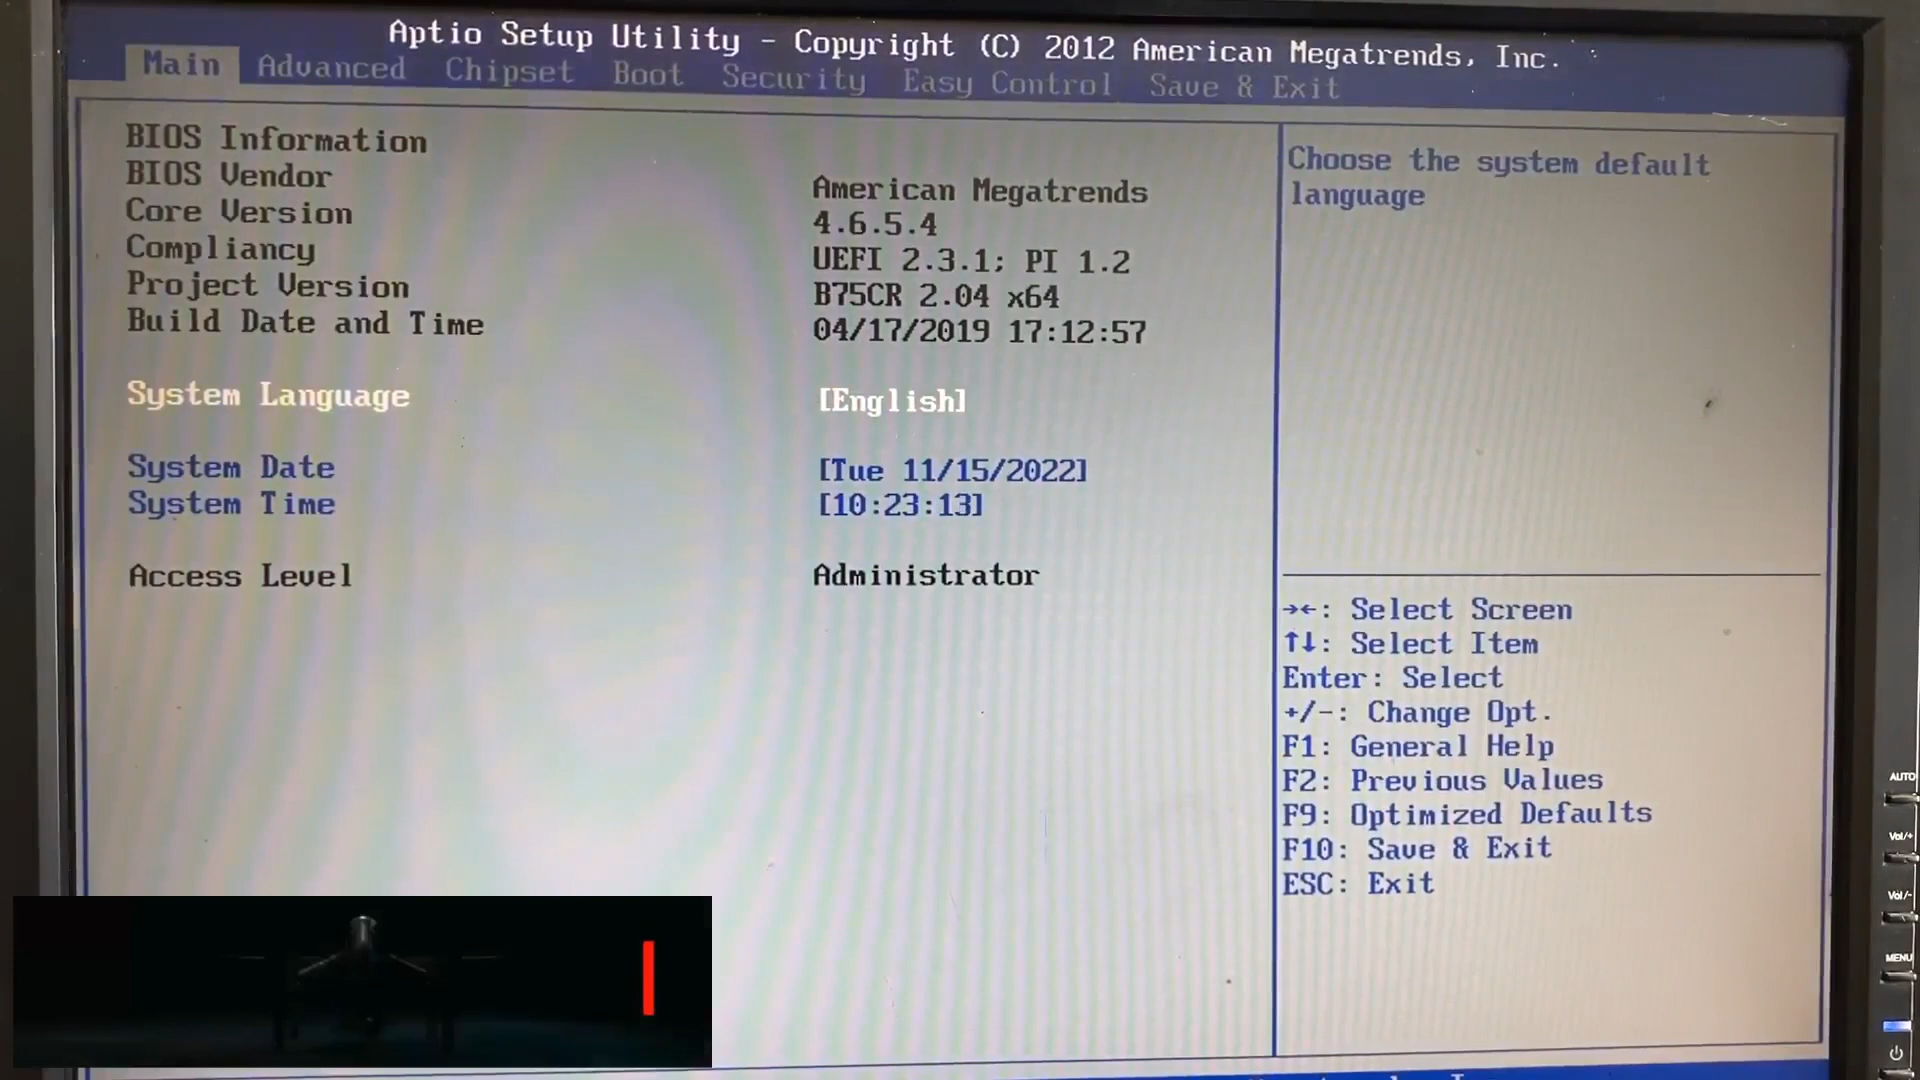 Aptio Setup Utility - Copyright (C) 2012 American Megatrends, Inc.
Main Advanced Chipset Boot Security Easy Control Save & Exit
BIOS Information
BIOS Vendor American Megatrends
Core Version 4.6.5.4
Compliancy UEFI 2.3.1; PI 1.2
Project Version B75CR 2.04 x64
Build Date and Time 04/17/2019 17:12:57
System Language [English]
System Date [Tue 11/15/2022]
System Time [10:23:13]
Access Level Administrator
Choose the system default
language
→←: Select Screen
↑↓: Select Item
Enter: Select
+/-: Change Opt.
F1: General Help
F2: Previous Values
F9: Optimized Defaults
F10: Save & Exit
ESC: Exit
AUTO
Vol/+
Vol/-
MENU